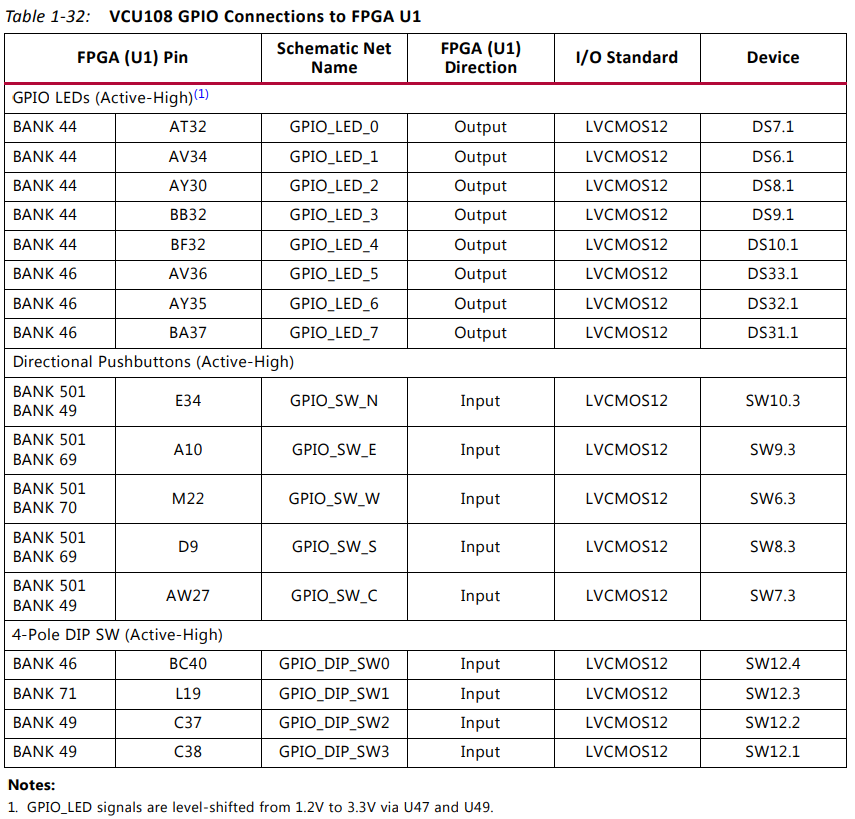 Table 1-32: VCU108 GPIO Connections to FPGA U1
FPGA (U1) Pin Schematic Net Name FPGA (U1) Direction I/O Standard Device
GPIO LEDs (Active-High)(1)
BANK 44 AT32 GPIO_LED_0 Output LVCMOS12 DS7.1
BANK 44 AV34 GPIO_LED_1 Output LVCMOS12 DS6.1
BANK 44 AY30 GPIO_LED_2 Output LVCMOS12 DS8.1
BANK 44 BB32 GPIO_LED_3 Output LVCMOS12 DS9.1
BANK 44 BF32 GPIO_LED_4 Output LVCMOS12 DS10.1
BANK 46 AV36 GPIO_LED_5 Output LVCMOS12 DS33.1
BANK 46 AY35 GPIO_LED_6 Output LVCMOS12 DS32.1
BANK 46 BA37 GPIO_LED_7 Output LVCMOS12 DS31.1
Directional Pushbuttons (Active-High)
BANK 501 BANK 49 E34 GPIO_SW_N Input LVCMOS12 SW10.3
BANK 501 BANK 69 A10 GPIO_SW_E Input LVCMOS12 SW9.3
BANK 501 BANK 70 M22 GPIO_SW_W Input LVCMOS12 SW6.3
BANK 501 BANK 69 D9 GPIO_SW_S Input LVCMOS12 SW8.3
BANK 501 BANK 49 AW27 GPIO_SW_C Input LVCMOS12 SW7.3
4-Pole DIP SW (Active-High)
BANK 46 BC40 GPIO_DIP_SW0 Input LVCMOS12 SW12.4
BANK 71 L19 GPIO_DIP_SW1 Input LVCMOS12 SW12.3
BANK 49 C37 GPIO_DIP_SW2 Input LVCMOS12 SW12.2
BANK 49 C38 GPIO_DIP_SW3 Input LVCMOS12 SW12.1
Notes:
1. GPIO_LED signals are level-shifted from 1.2V to 3.3V via U47 and U49.